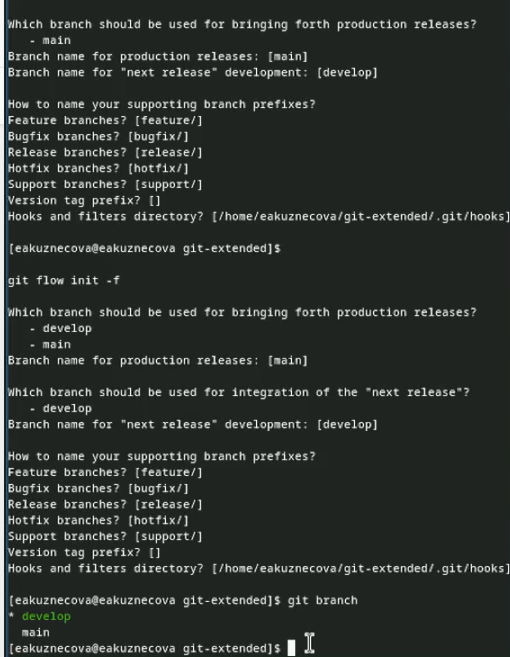 Which branch should be used for bringing forth production releases?
   - main
Branch name for production releases: [main]
Branch name for "next release" development: [develop]
How to name your supporting branch prefixes?
Feature branches? [feature/]
Bugfix branches? [bugfix/]
Release branches? [release/]
Hotfix branches? [hotfix/]
Support branches? [support/]
Version tag prefix? []
Hooks and filters directory? [/home/eakuznecova/git-extended/.git/hooks]
[eakuznecova@eakuznecova git-extended]$
git flow init -f
Which branch should be used for bringing forth production releases?
   - develop
   - main
Branch name for production releases: [main]
Which branch should be used for integration of the "next release"?
   - develop
Branch name for "next release" development: [develop]
How to name your supporting branch prefixes?
Feature branches? [feature/]
Bugfix branches? [bugfix/]
Release branches? [release/]
Hotfix branches? [hotfix/]
Support branches? [support/]
Version tag prefix? []
Hooks and filters directory? [/home/eakuznecova/git-extended/.git/hooks]
[eakuznecova@eakuznecova git-extended]$ git branch
* develop
  main
[eakuznecova@eakuznecova git-extended]$